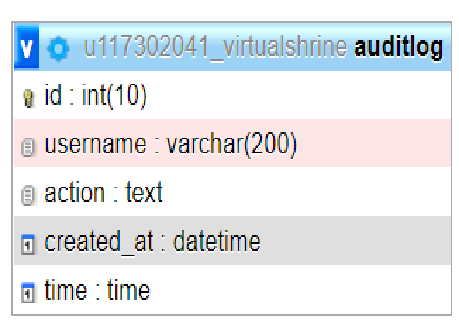 v u117302041_virtualshrine auditlog
id : int(10)
username : varchar(200)
action : text
created_at : datetime
time : time